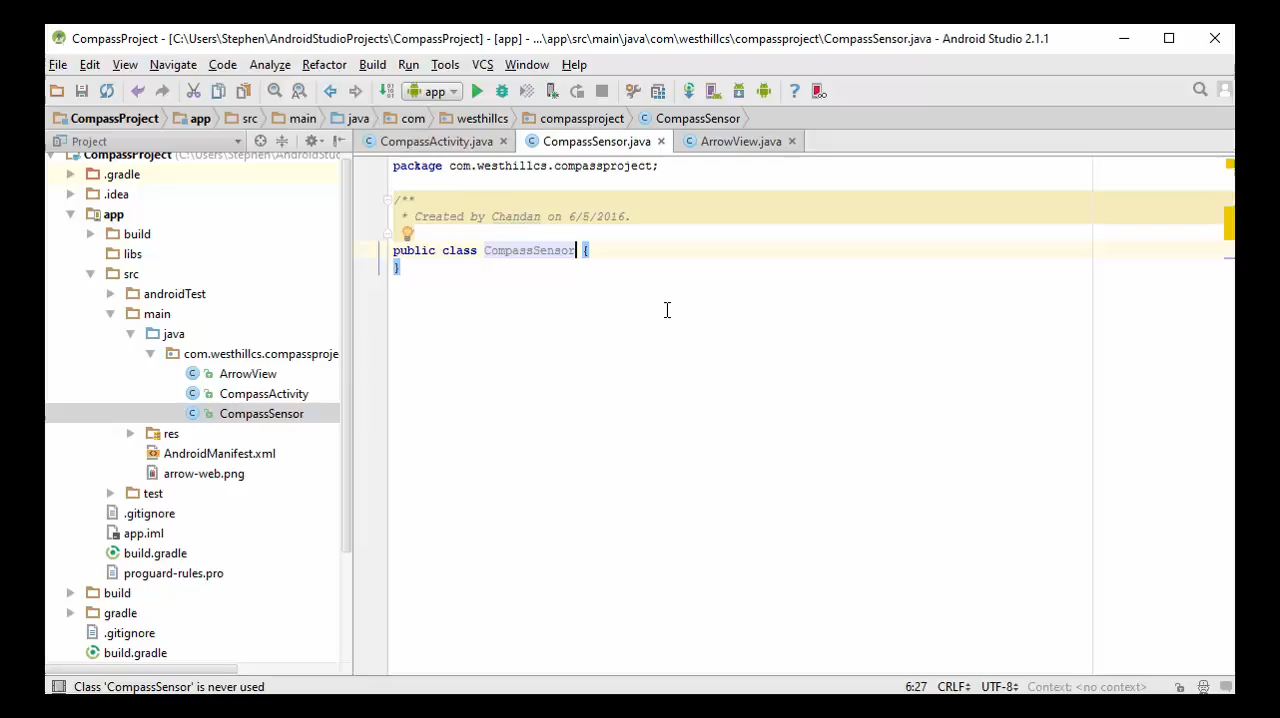 CompassProject - [C:\Users\Stephen\AndroidStudioProjects\CompassProject] - [app] - ...\app\src\main\java\com\westhillcs\compassproject\CompassSensor.java - Android Studio 2.1.1
File Edit View Navigate Code Analyze Refactor Build Run Tools VCS Window Help
app
CompassProject app src main java com westhillcs compassproject CompassSensor
Project CompassActivity.java CompassSensor.java ArrowView.java
CompassProject (C:\Users\Stephen\AndroidStud
package com.westhillcs.compassproject;
.gradle
.idea
/**
app
* Created by Chandan on 6/5/2016.
build
public class CompassSensor {
libs
}
src
androidTest
main
java
com.westhillcs.compassproje
ArrowView
CompassActivity
CompassSensor
res
AndroidManifest.xml
arrow-web.png
test
.gitignore
app.iml
build.gradle
proguard-rules.pro
build
gradle
.gitignore
build.gradle
Class 'CompassSensor' is never used 6:27 CRLF UTF-8 Context: <no context>